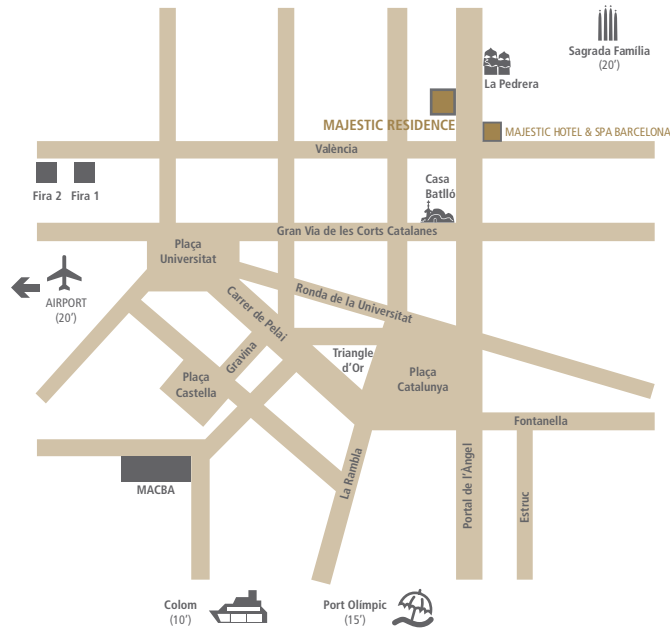 Sagrada Família
(20’)
La Pedrera
MAJESTIC RESIDENCE
MAJESTIC HOTEL & SPA BARCELONA
València
Fira 2
Fira 1
Casa
Batlló
Gran Via de les Corts Catalanes
Plaça
Universitat
AIRPORT
(20’)
Ronda de la Universitat
Carrer de Pelai
Gravina
Triangle
d’Or
Plaça
Castella
Plaça
Catalunya
Fontanella
La Rambla
Portal de l’Àngel
Estruc
MACBA
Colom
(10’)
Port Olímpic
(15’)